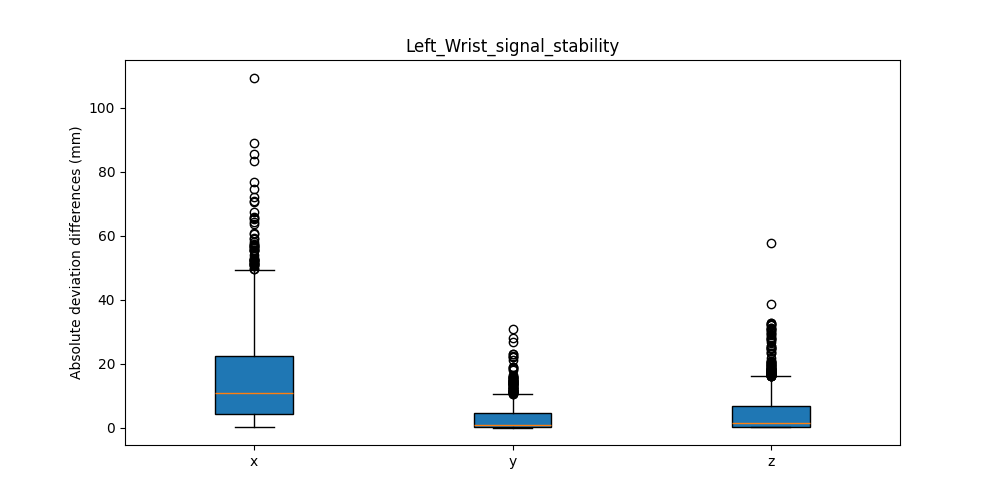 Left_Wrist_signal_stability
Absolute deviation differences (mm)
100
80
60
40
20
0
x
y
z